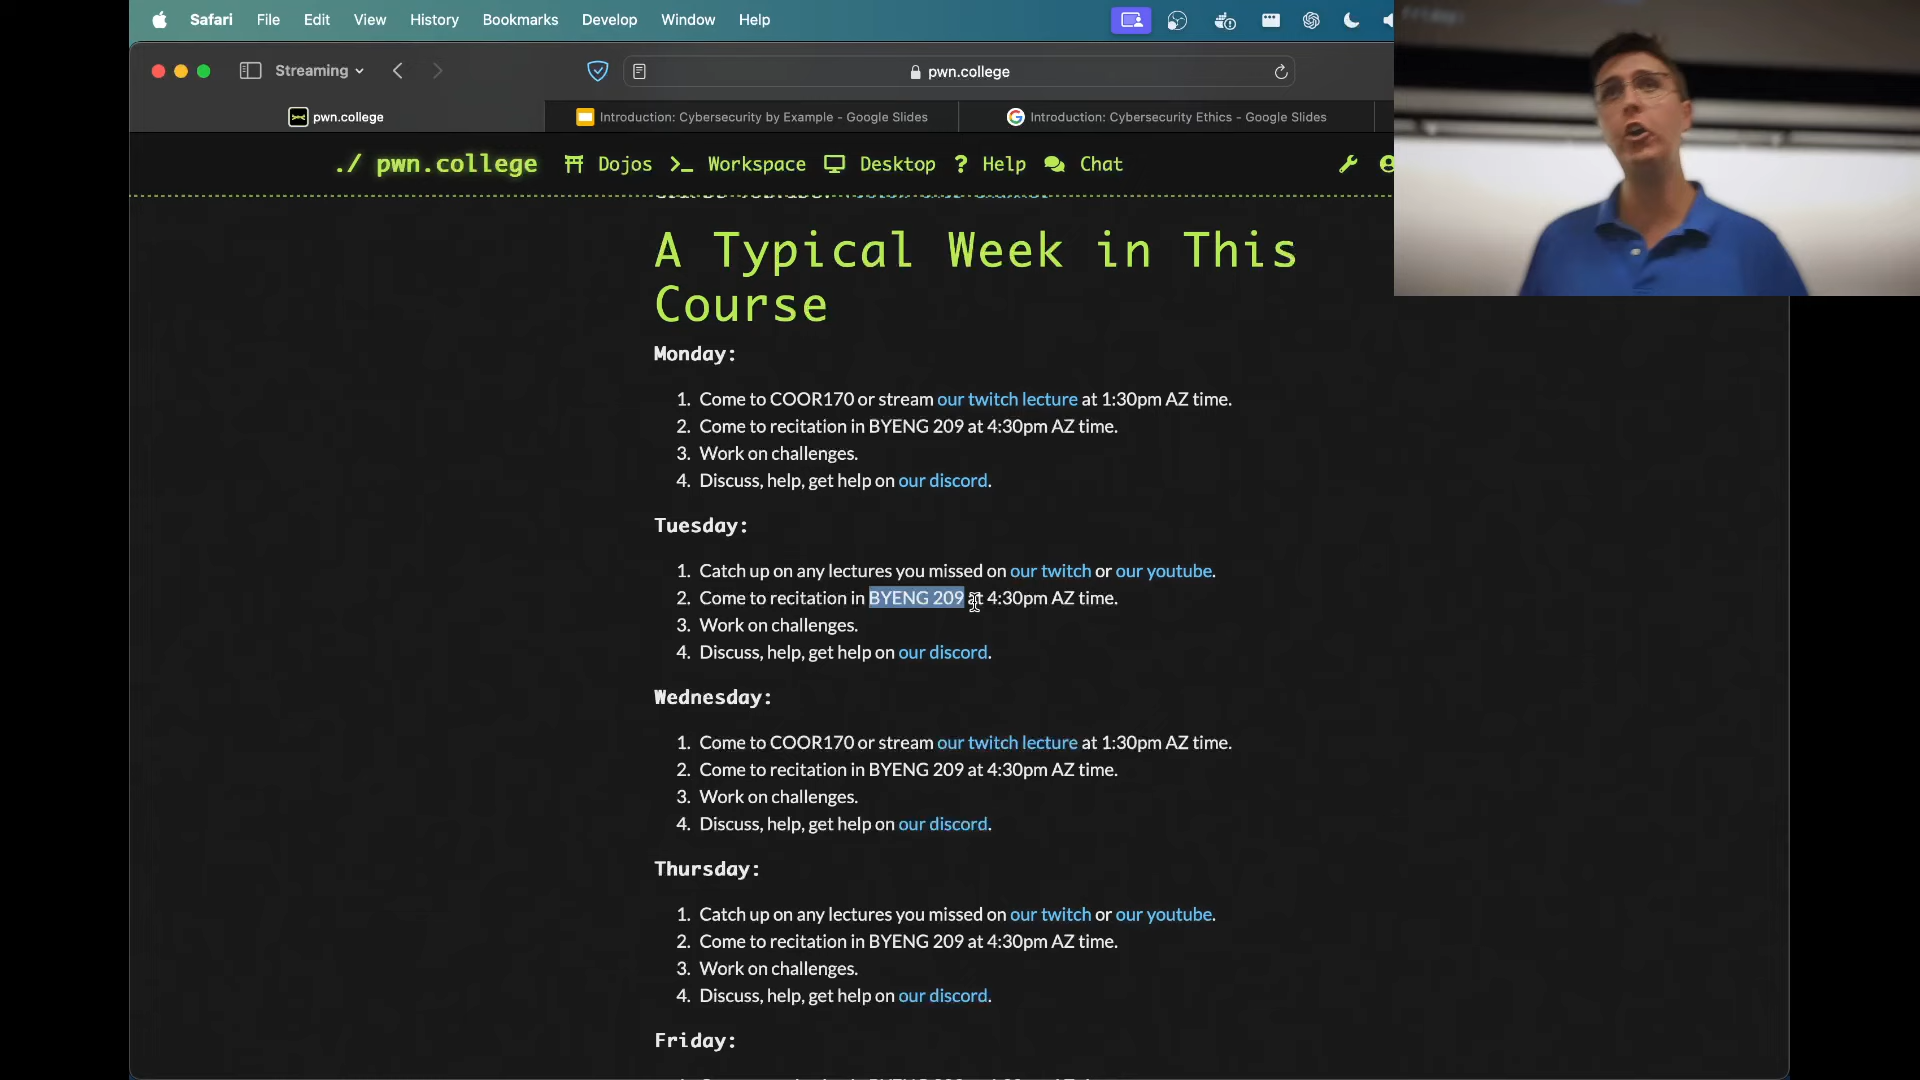 Safari File Edit View History Bookmarks Develop Window Help
Streaming
pwn.college
pwn.college
Introduction: Cybersecurity by Example - Google Slides
Introduction: Cybersecurity Ethics - Google Slides
./ pwn.college
Dojos
>_ Workspace
Desktop
? Help
Chat
A Typical Week in This
Course
Monday:
1. Come to COOR170 or stream our twitch lecture at 1:30pm AZ time.
2. Come to recitation in BYENG 209 at 4:30pm AZ time.
3. Work on challenges.
4. Discuss, help, get help on our discord.
Tuesday:
1. Catch up on any lectures you missed on our twitch or our youtube.
2. Come to recitation in BYENG 209 at 4:30pm AZ time.
3. Work on challenges.
4. Discuss, help, get help on our discord.
Wednesday:
1. Come to COOR170 or stream our twitch lecture at 1:30pm AZ time.
2. Come to recitation in BYENG 209 at 4:30pm AZ time.
3. Work on challenges.
4. Discuss, help, get help on our discord.
Thursday:
1. Catch up on any lectures you missed on our twitch or our youtube.
2. Come to recitation in BYENG 209 at 4:30pm AZ time.
3. Work on challenges.
4. Discuss, help, get help on our discord.
Friday: